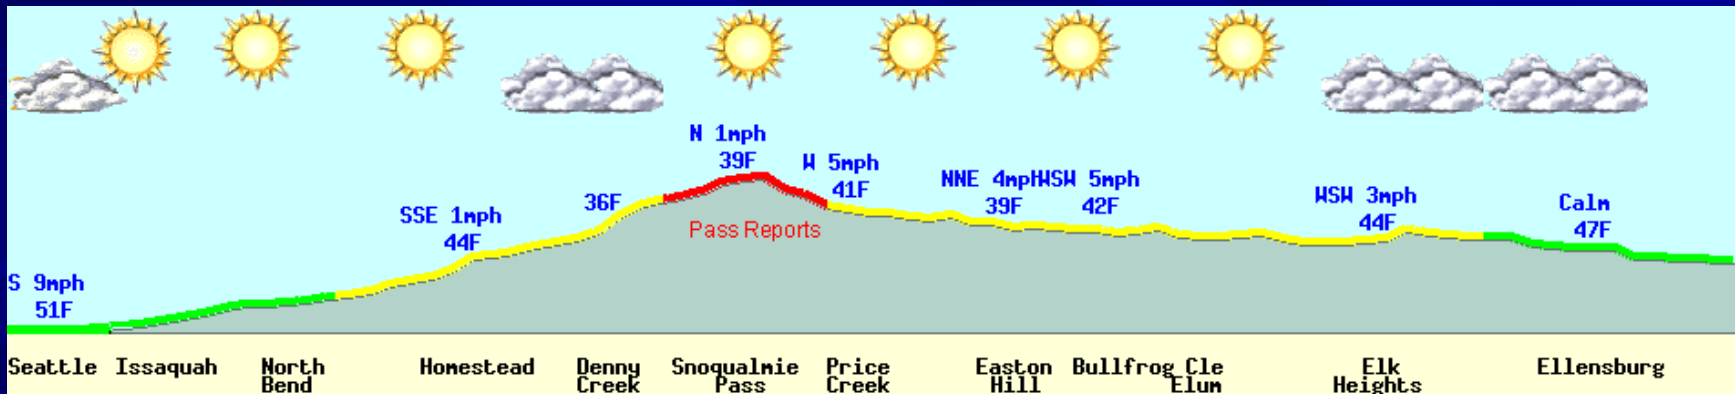 N 1mph
39F
W 5mph
41F
NNE 4mphWSW 5mph
39F
42F
WSW 3mph
44F
Calm
47F
36F
SSE 1mph
44F
Pass Reports
S 9mph
51F
Seattle
Issaquah
North
Bend
Homestead
Denny
Creek
Snoqualmie
Pass
Price
Creek
Easton
Hill
Bullfrog
Cle
Elum
Elk
Heights
Ellensburg